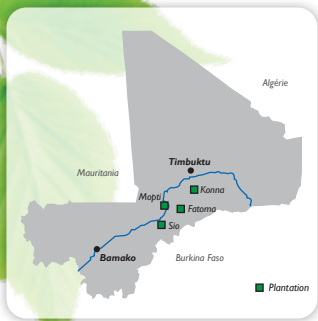 Algérie
Timbuktu
Mauritania
Konna
Mopti
Fatoma
Sio
Bamako
Burkina Faso
Plantation